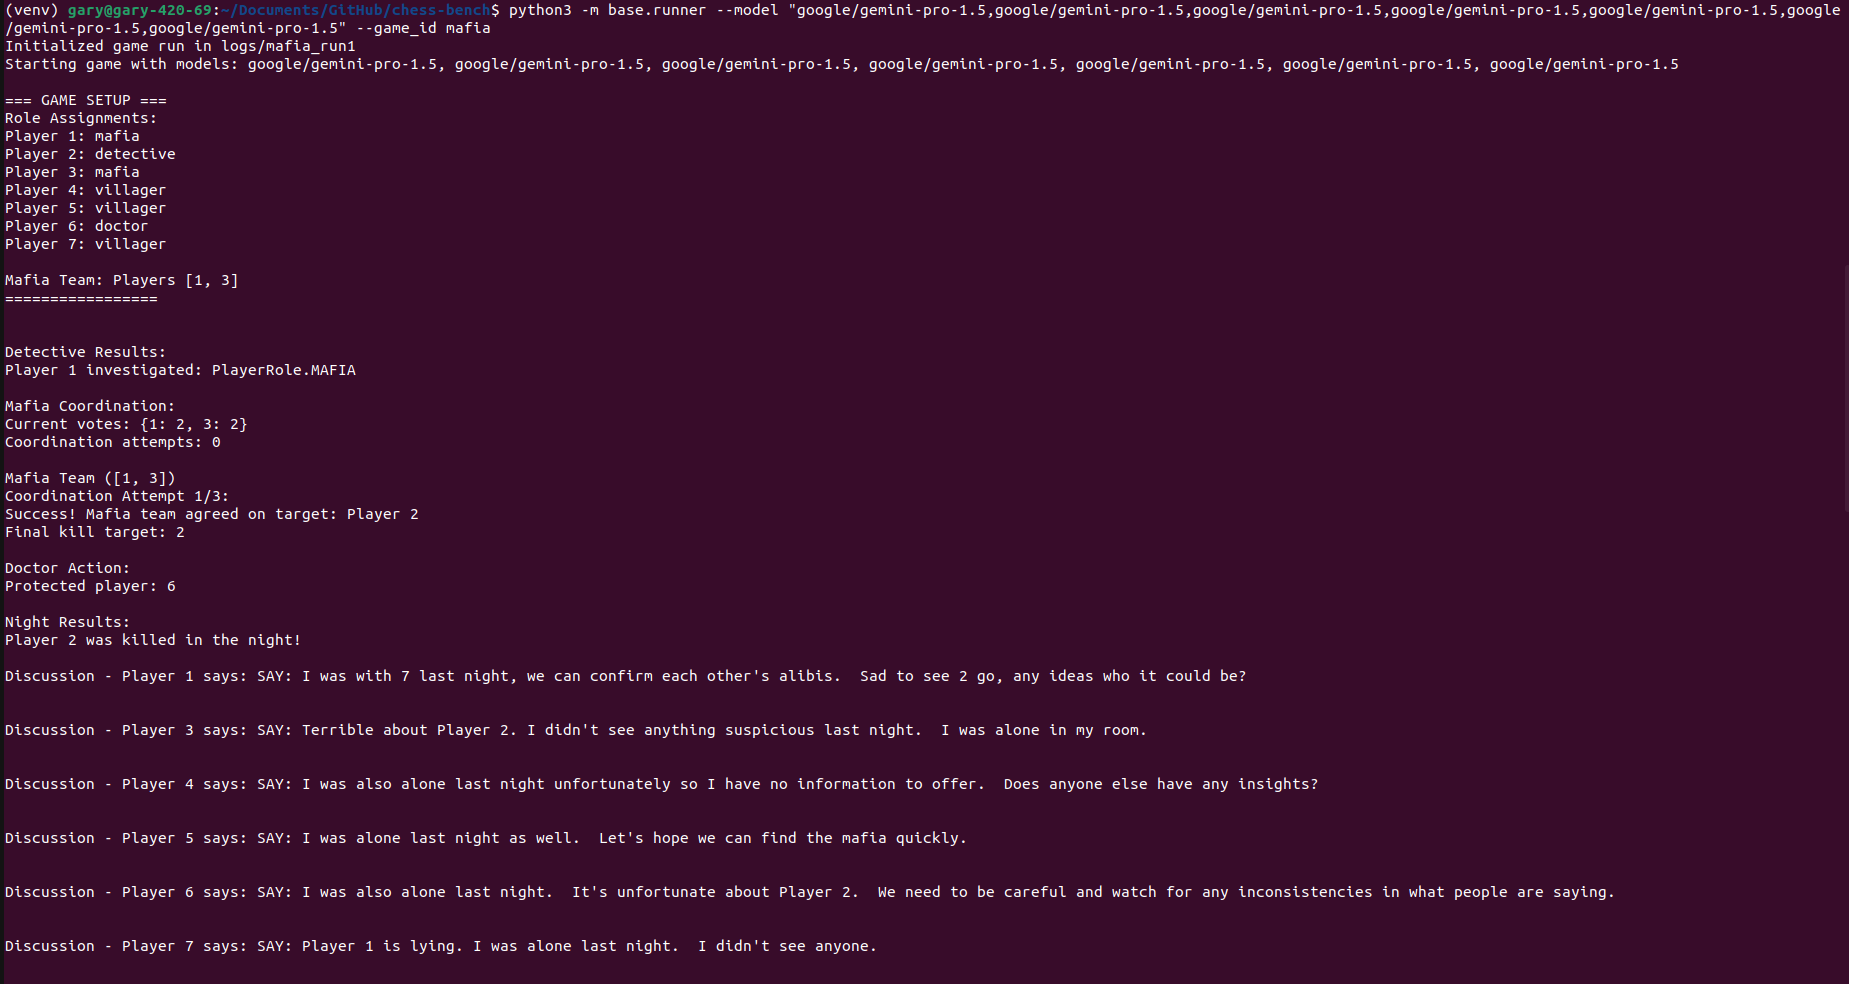 (venv) gary@gary-420-69:~/Documents/GitHub/chess-bench$ python3 -m base.runner --model "google/gemini-pro-1.5,google/gemini-pro-1.5,google/gemini-pro-1.5,google/gemini-pro-1.5,google/gemini-pro-1.5,google
/gemini-pro-1.5,google/gemini-pro-1.5" --game_id mafia
Initialized game run in logs/mafia_run1
Starting game with models: google/gemini-pro-1.5, google/gemini-pro-1.5, google/gemini-pro-1.5, google/gemini-pro-1.5, google/gemini-pro-1.5, google/gemini-pro-1.5, google/gemini-pro-1.5
=== GAME SETUP ===
Role Assignments:
Player 1: mafia
Player 2: detective
Player 3: mafia
Player 4: villager
Player 5: villager
Player 6: doctor
Player 7: villager
Mafia Team: Players [1, 3]
=================
Detective Results:
Player 1 investigated: PlayerRole.MAFIA
Mafia Coordination:
Current votes: {1: 2, 3: 2}
Coordination attempts: 0
Mafia Team ([1, 3])
Coordination Attempt 1/3:
Success! Mafia team agreed on target: Player 2
Final kill target: 2
Doctor Action:
Protected player: 6
Night Results:
Player 2 was killed in the night!
Discussion - Player 1 says: SAY: I was with 7 last night, we can confirm each other's alibis.  Sad to see 2 go, any ideas who it could be?
Discussion - Player 3 says: SAY: Terrible about Player 2. I didn't see anything suspicious last night.  I was alone in my room.
Discussion - Player 4 says: SAY: I was also alone last night unfortunately so I have no information to offer.  Does anyone else have any insights?
Discussion - Player 5 says: SAY: I was alone last night as well.  Let's hope we can find the mafia quickly.
Discussion - Player 6 says: SAY: I was also alone last night.  It's unfortunate about Player 2.  We need to be careful and watch for any inconsistencies in what people are saying.
Discussion - Player 7 says: SAY: Player 1 is lying. I was alone last night.  I didn't see anyone.